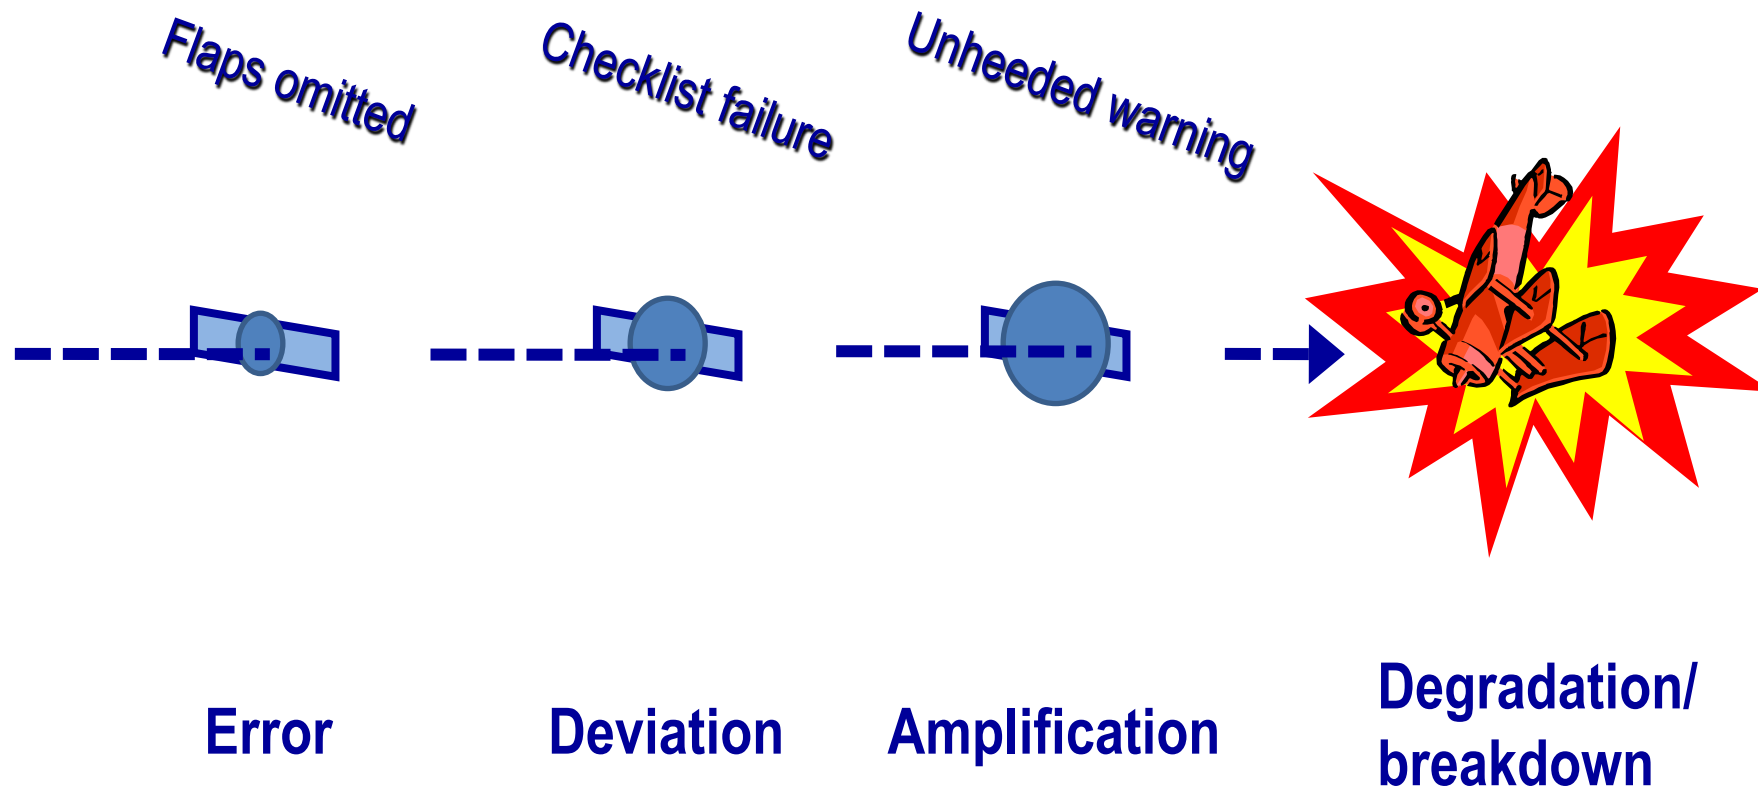 Flaps omitted
Checklist failure
Unheeded warning
Error
Deviation
Amplification
Degradation/
breakdown